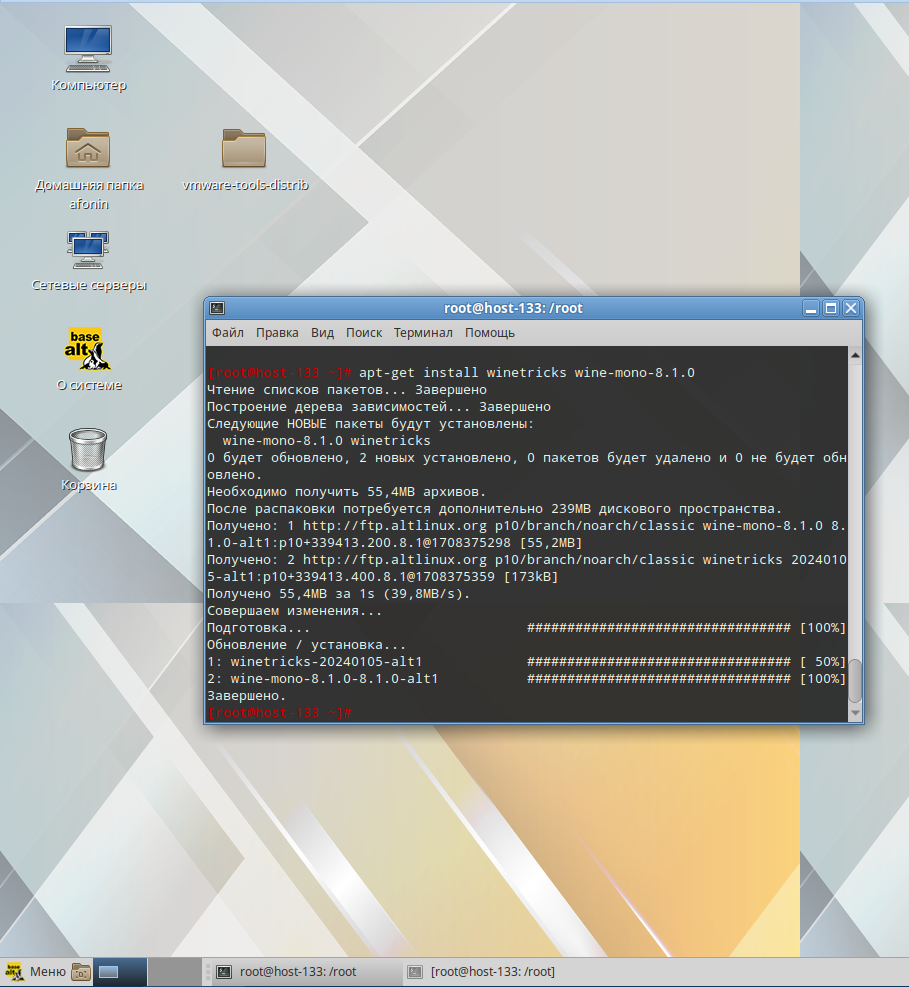 Компьютер
Домашняя папка
afonin
vmware-tools-distrib
Сетевые серверы
base
alt
О системе
Корзина
root@host-133: /root
Файл Правка Вид Поиск Терминал Помощь
[root@host-133 ~]# apt-get install winetricks wine-mono-8.1.0
Чтение списков пакетов... Завершено
Построение дерева зависимостей... Завершено
Следующие НОВЫЕ пакеты будут установлены:
wine-mono-8.1.0 winetricks
0 будет обновлено, 2 новых установлено, 0 пакетов будет удалено и 0 не будет обн
овлено.
Необходимо получить 55,4MB архивов.
После распаковки потребуется дополнительно 239MB дискового пространства.
Получено: 1 http://ftp.altlinux.org p10/branch/noarch/classic wine-mono-8.1.0 8.
1.0-alt1:p10+339413.200.8.1@1708375298 [55,2MB]
Получено: 2 http://ftp.altlinux.org p10/branch/noarch/classic winetricks 2024010
5-alt1:p10+339413.400.8.1@1708375359 [173kB]
Получено 55,4MB за 1s (39,8MB/s).
Совершаем изменения...
Подготовка... ################################# [100%]
Обновление / установка...
1: winetricks-20240105-alt1 ################################# [ 50%]
2: wine-mono-8.1.0-8.1.0-alt1 ################################# [100%]
Завершено.
[root@host-133 ~]#
base
alt
Меню
root@host-133: /root
[root@host-133: /root]